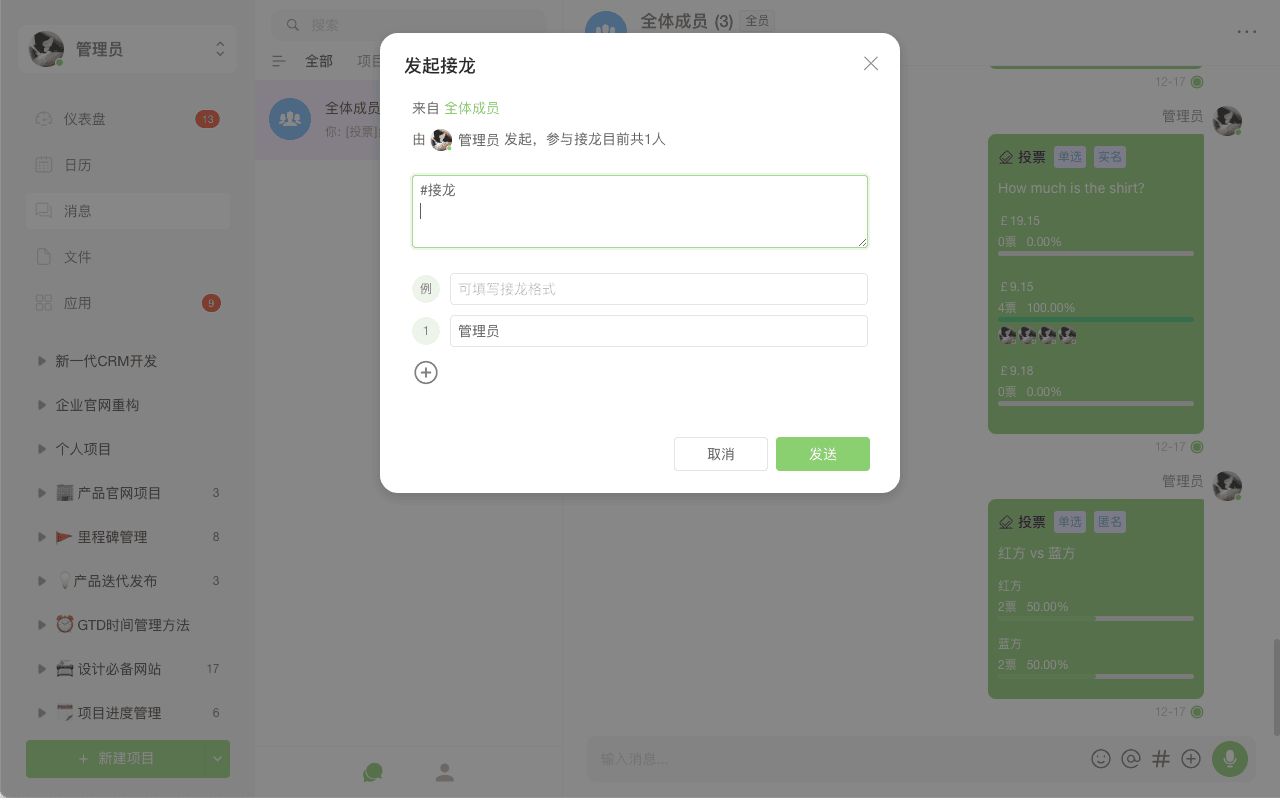 管理员
仪表盘 13
日历
消息
文件
应用 9
新一代CRM开发
企业官网重构
个人项目
产品官网项目 3
里程碑管理 8
产品迭代发布 3
GTD时间管理方法
设计必备网站 17
项目进度管理 6
+ 新建项目
搜索
全部 项目
全体成员
你: [投票]
全体成员 (3) 全员
发起接龙
来自 全体成员
由 管理员 发起，参与接龙目前共1人
#接龙
例 可填写接龙格式
1 管理员
取消 发送
12-17
管理员
投票 单选 实名
How much is the shirt?
￡19.15
0票 0.00%
￡9.15
4票 100.00%
￡9.18
0票 0.00%
12-17
管理员
投票 单选 匿名
红方 vs 蓝方
红方
2票 50.00%
蓝方
2票 50.00%
12-17
输入消息...